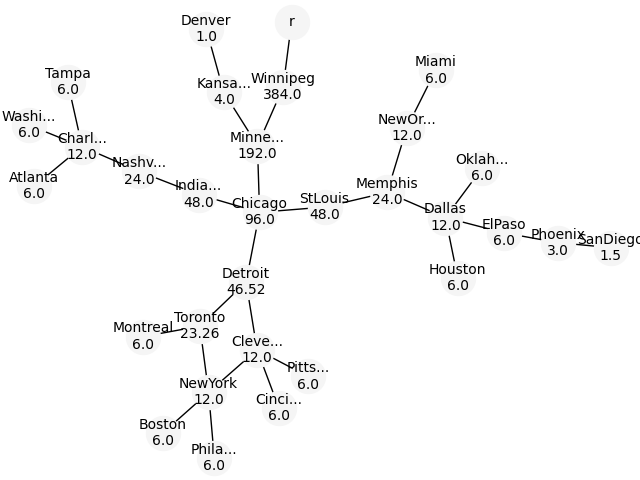 Denver
1.0
r
Kansa...
4.0
Winnipeg
384.0
Miami
6.0
Tampa
6.0
Washi...
6.0
Charl...
12.0
Minne...
192.0
NewOr...
12.0
Atlanta
6.0
Nashv...
24.0
Oklah...
6.0
India...
48.0
Chicago
96.0
StLouis
48.0
Memphis
24.0
Dallas
12.0
ElPaso
6.0
Phoenix
3.0
SanDiego
1.5
Houston
6.0
Detroit
46.52
Toronto
23.26
Montreal
6.0
Cleve...
12.0
Pitts...
6.0
NewYork
12.0
Cinci...
6.0
Boston
6.0
Phila...
6.0